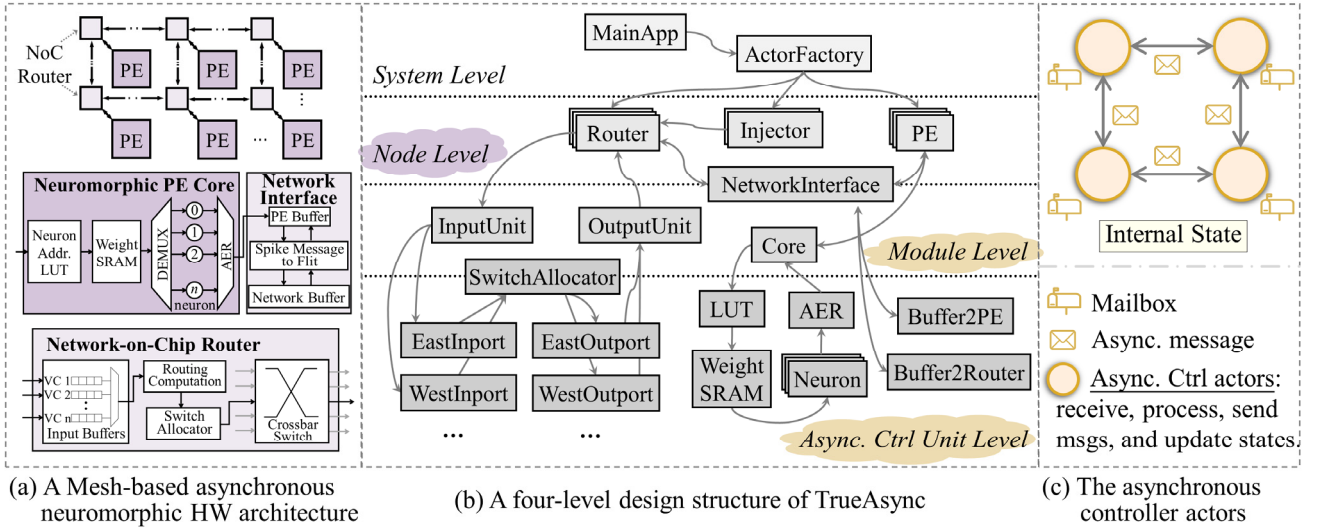 NoC
Router
PE
PE
PE
PE
PE
...
PE
Neuromorphic PE Core
Neuron
Addr.
LUT
Weight
SRAM
DEMUX
0
1
2
n
neuron
AER
Network
Interface
PE Buffer
Spike Message
to Flit
Network Buffer
Network-on-Chip Router
VC 1
VC 2
VC n
Input Buffers
Routing
Computation
Switch
Allocator
Crossbar
Switch
(a) A Mesh-based asynchronous
neuromorphic HW architecture
MainApp
ActorFactory
System Level
Router
Injector
PE
Node Level
NetworkInterface
InputUnit
OutputUnit
Core
Module Level
SwitchAllocator
LUT
AER
Buffer2PE
EastInport
EastOutport
Weight
SRAM
Neuron
Buffer2Router
WestInport
WestOutport
...
...
Async. Ctrl Unit Level
(b) A four-level design structure of TrueAsync
Internal State
Mailbox
Async. message
Async. Ctrl actors:
receive, process, send
msgs, and update states.
(c) The asynchronous
controller actors